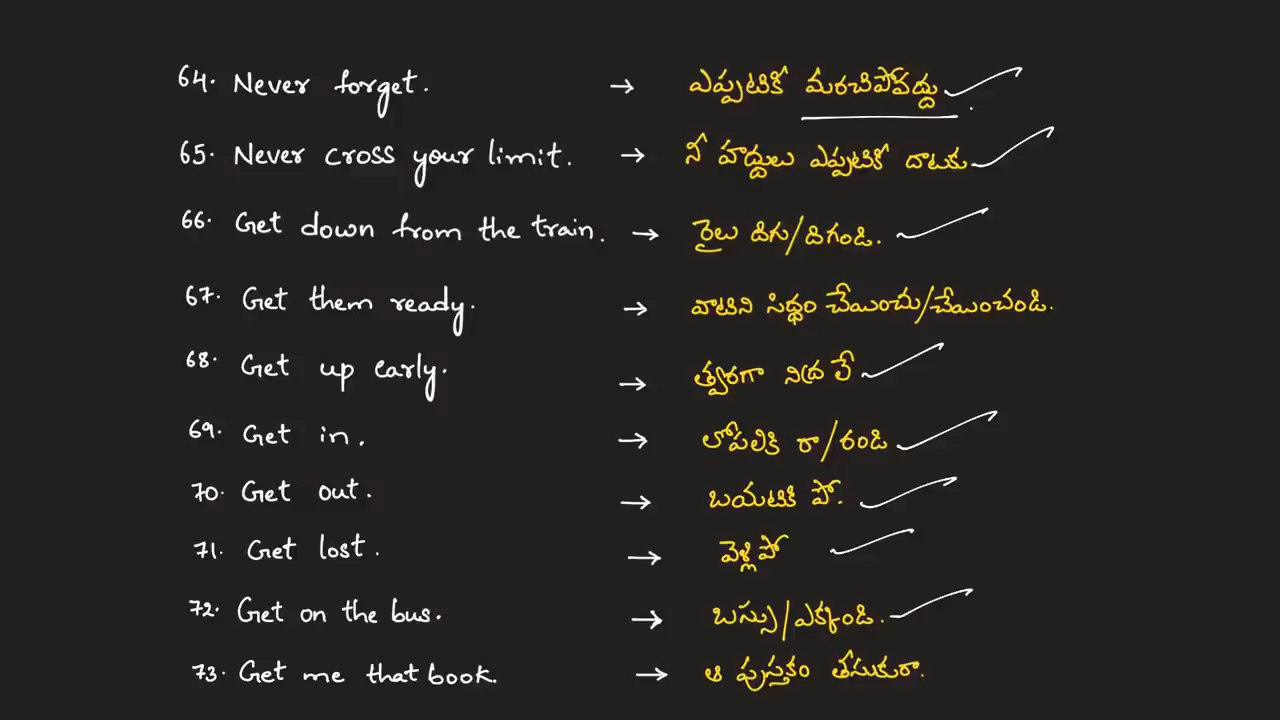 64. Never forget. → ఎప్పటికీ మరచిపోవద్దు
65. Never cross your limit. → నీ హద్దులు ఎప్పటికీ దాటకు
66. Get down from the train. → రైలు దిగు/దిగండి.
67. Get them ready. → వాటిని సిద్ధం చేయించు/చేయించండి.
68. Get up early. → త్వరగా నిద్ర లే
69. Get in. → లోపలికి రా/రండి
70. Get out. → బయటికి పో.
71. Get lost. → వెళ్లిపో
72. Get on the bus. → బస్సు/ఎక్కండి.
73. Get me that book. → ఆ పుస్తకం తీసుకురా.